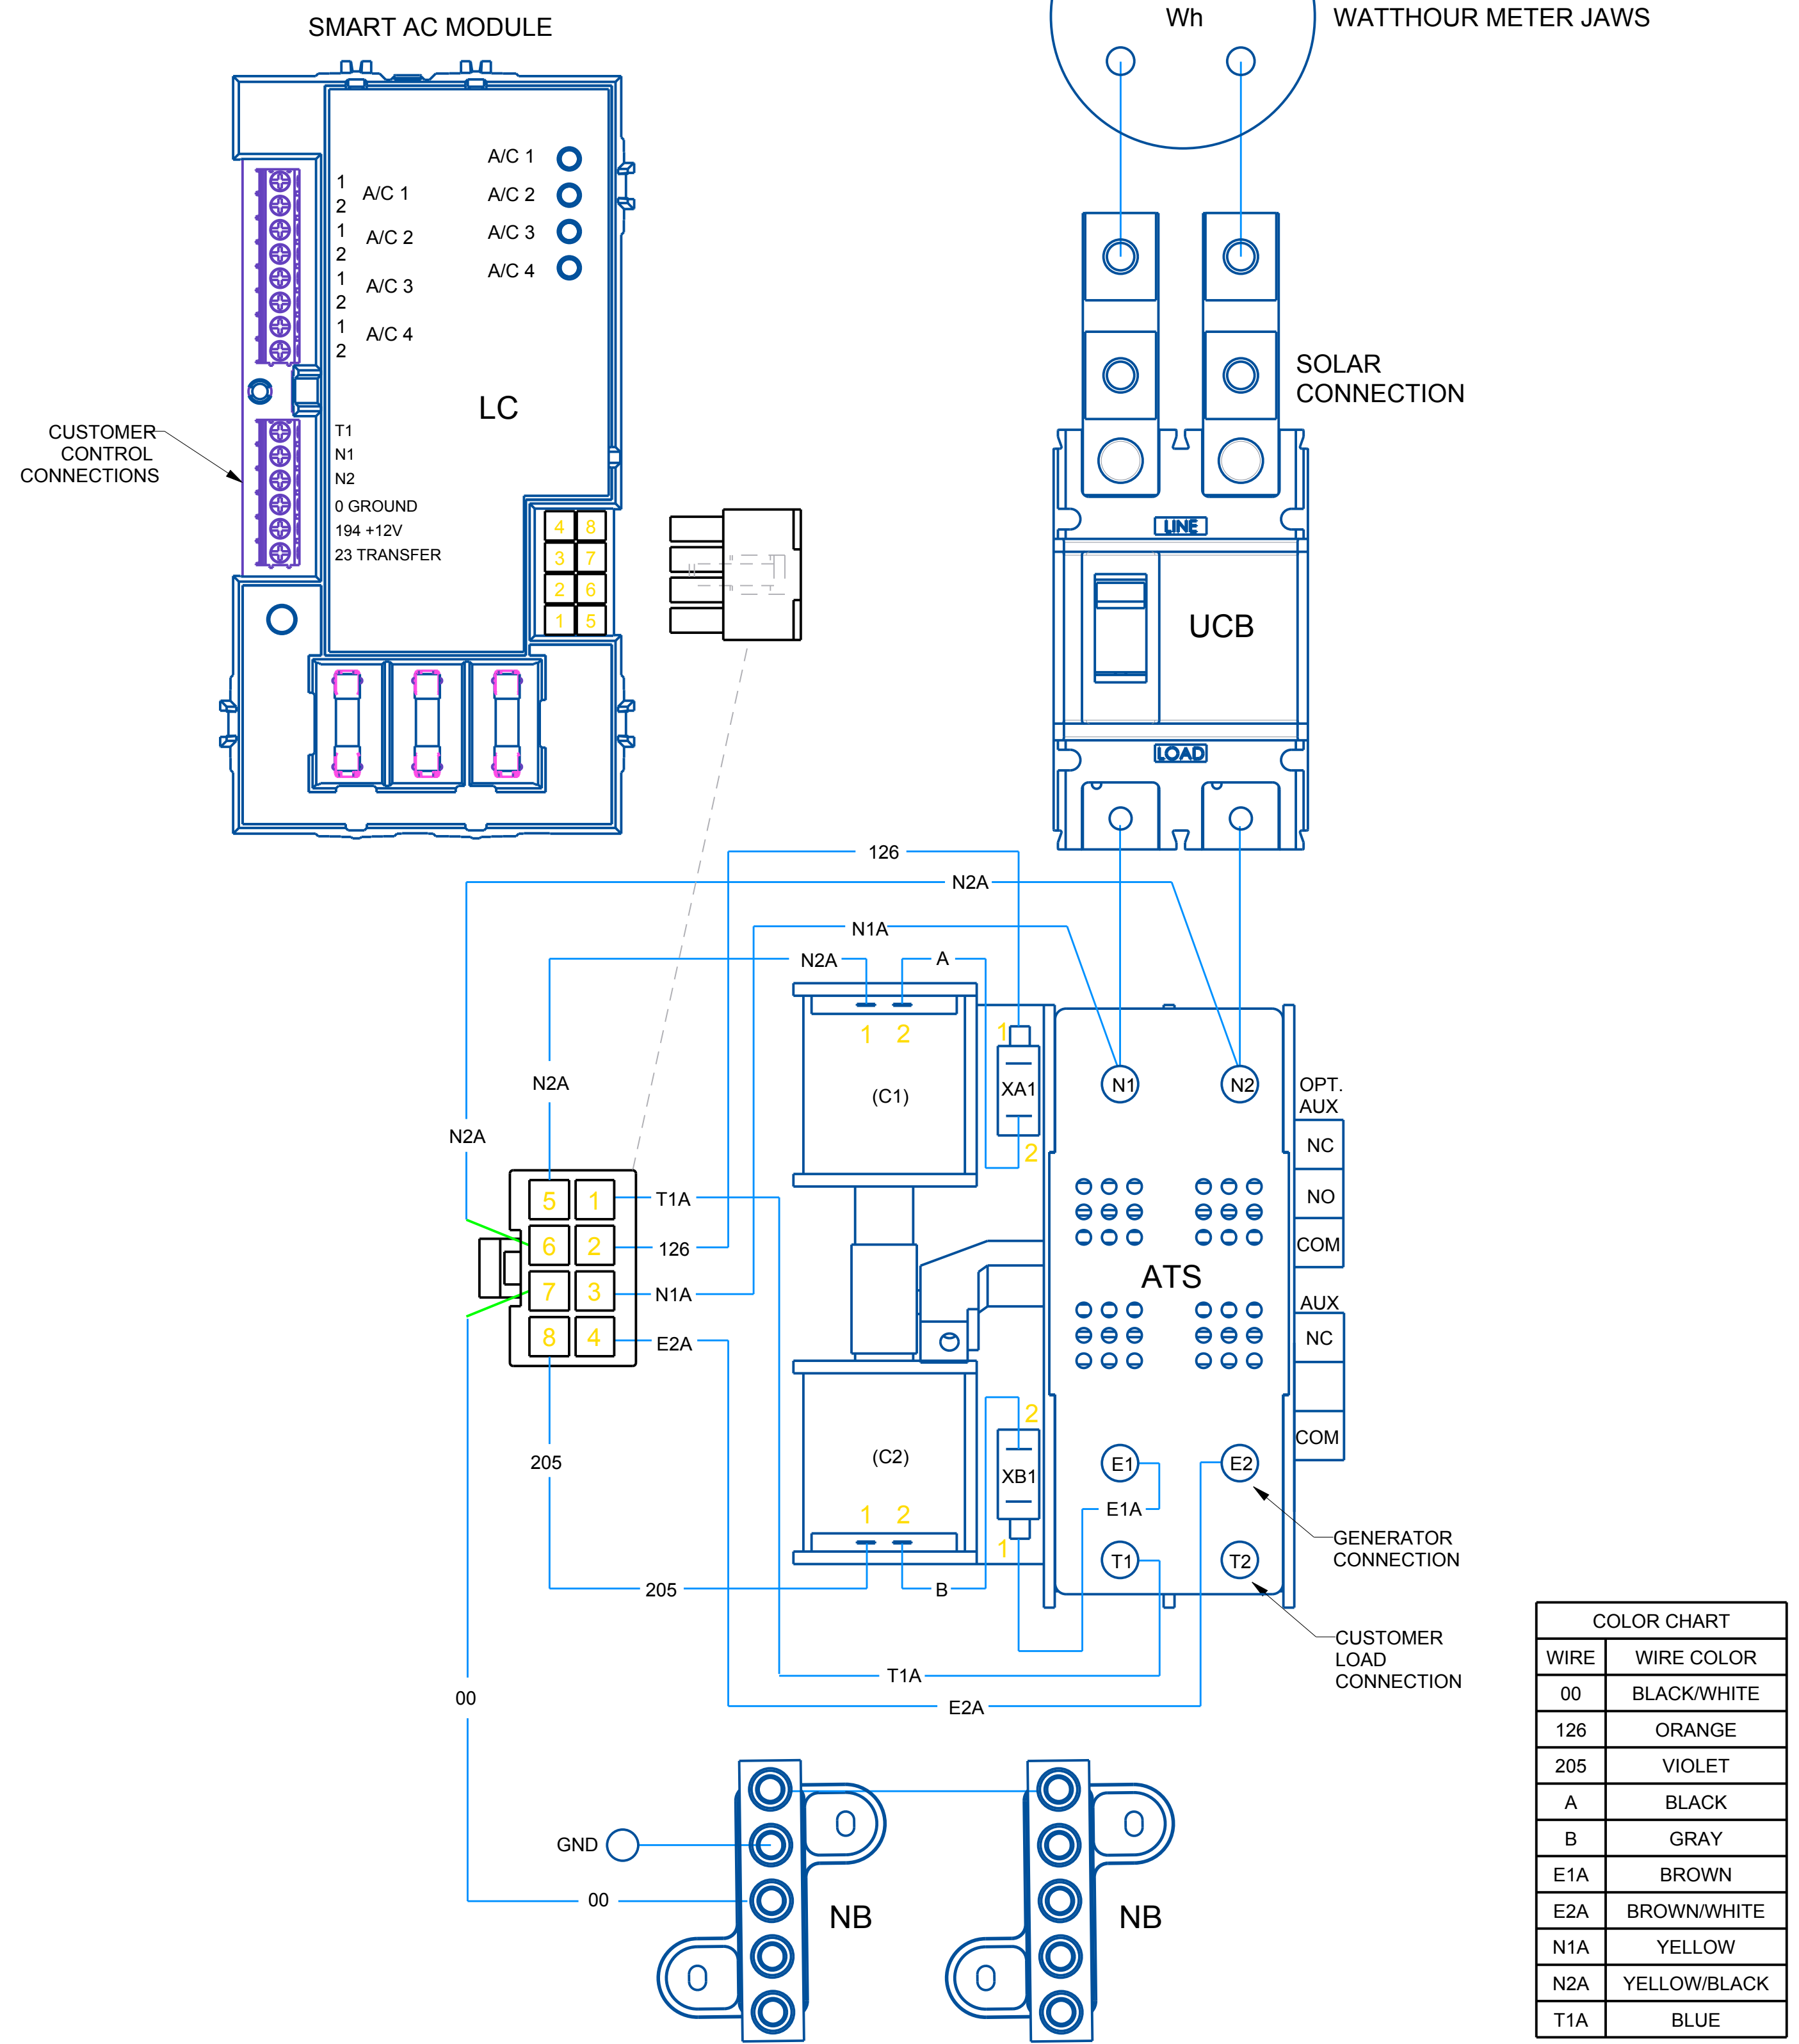 SMART AC MODULE
Wh
WATTHOUR METER JAWS
A/C 1
A/C 2
A/C 3
A/C 4
1
2
A/C 1
1
2
A/C 2
1
2
A/C 3
1
2
A/C 4
LC
SOLAR
CONNECTION
CUSTOMER
CONTROL
CONNECTIONS
T1
N1
N2
0 GROUND
194 +12V
23 TRANSFER
4 8
3 7
2 6
1 5
LINE
UCB
LOAD
126
N2A
N1A
N2A
A
1 2
1
(C1)
XA1
2
N1
N2
OPT.
AUX
NC
NO
COM
N2A
N2A
5 1
6 2
7 3
8 4
T1A
126
N1A
E2A
ATS
AUX
NC
COM
205
(C2)
2
XB1
1 2
1
E1
E2
E1A
T1
T2
GENERATOR
CONNECTION
205
B
CUSTOMER
LOAD
CONNECTION
T1A
E2A
00
GND
00
NB
NB
COLOR CHART
WIRE WIRE COLOR
00 BLACK/WHITE
126 ORANGE
205 VIOLET
A BLACK
B GRAY
E1A BROWN
E2A BROWN/WHITE
N1A YELLOW
N2A YELLOW/BLACK
T1A BLUE